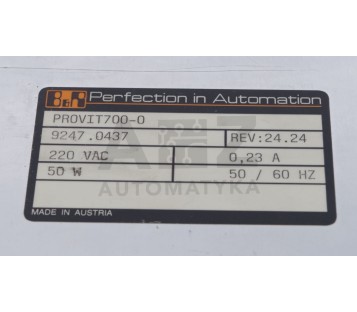 B&R Perfection in Automation
PROVIT700-0
9247.0437 REV:24.24
220 VAC 0,23 A
50 W 50 / 60 HZ
AMZ
AUTOMATYKA
MADE IN AUSTRIA